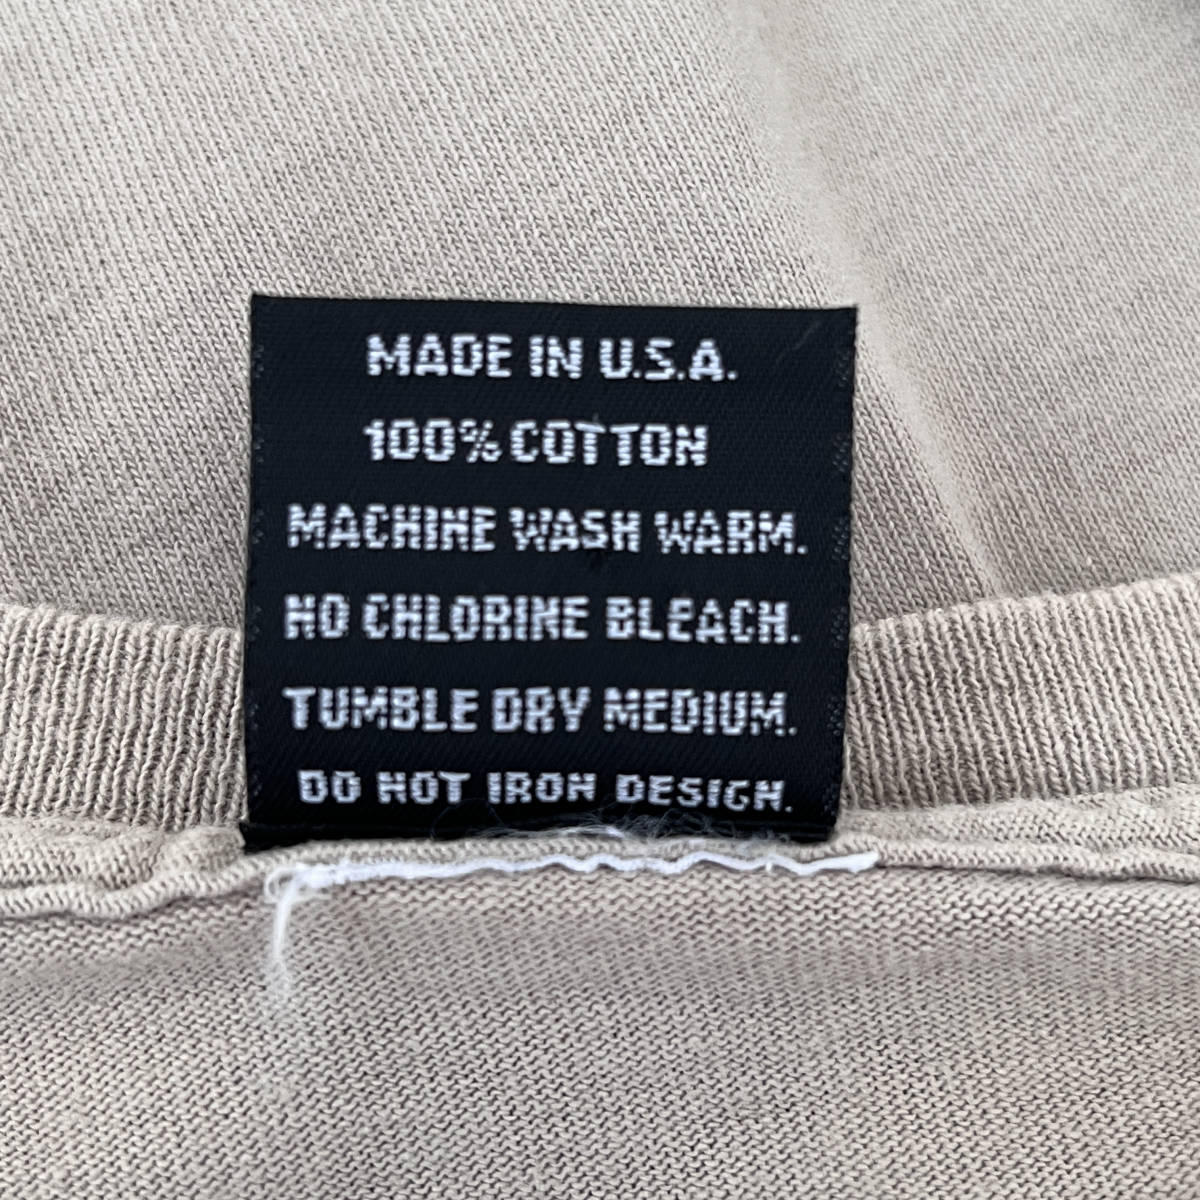 MADE IN U.S.A.
100% COTTON
MACHINE WASH WARM.
NO CHLORINE BLEACH.
TUMBLE DRY MEDIUM.
DO NOT IRON DESIGN.